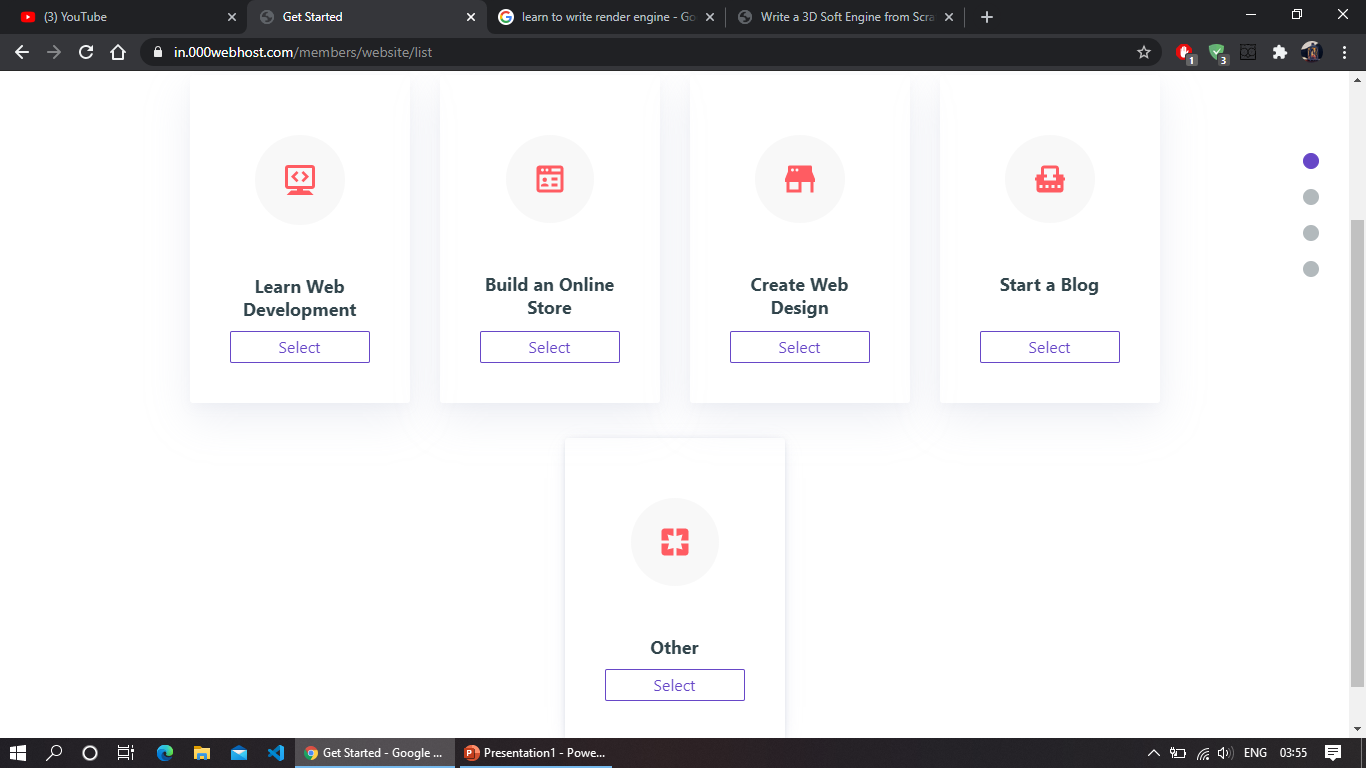 (3) YouTube
Get Started
learn to write render engine - Go
Write a 3D Soft Engine from Scra
in.000webhost.com/members/website/list
1
3
Learn Web
Development
Select
Build an Online
Store
Select
Create Web
Design
Select
Start a Blog
Select
Other
Select
Get Started - Google ...
Presentation1 - Powe...
ENG
03:55